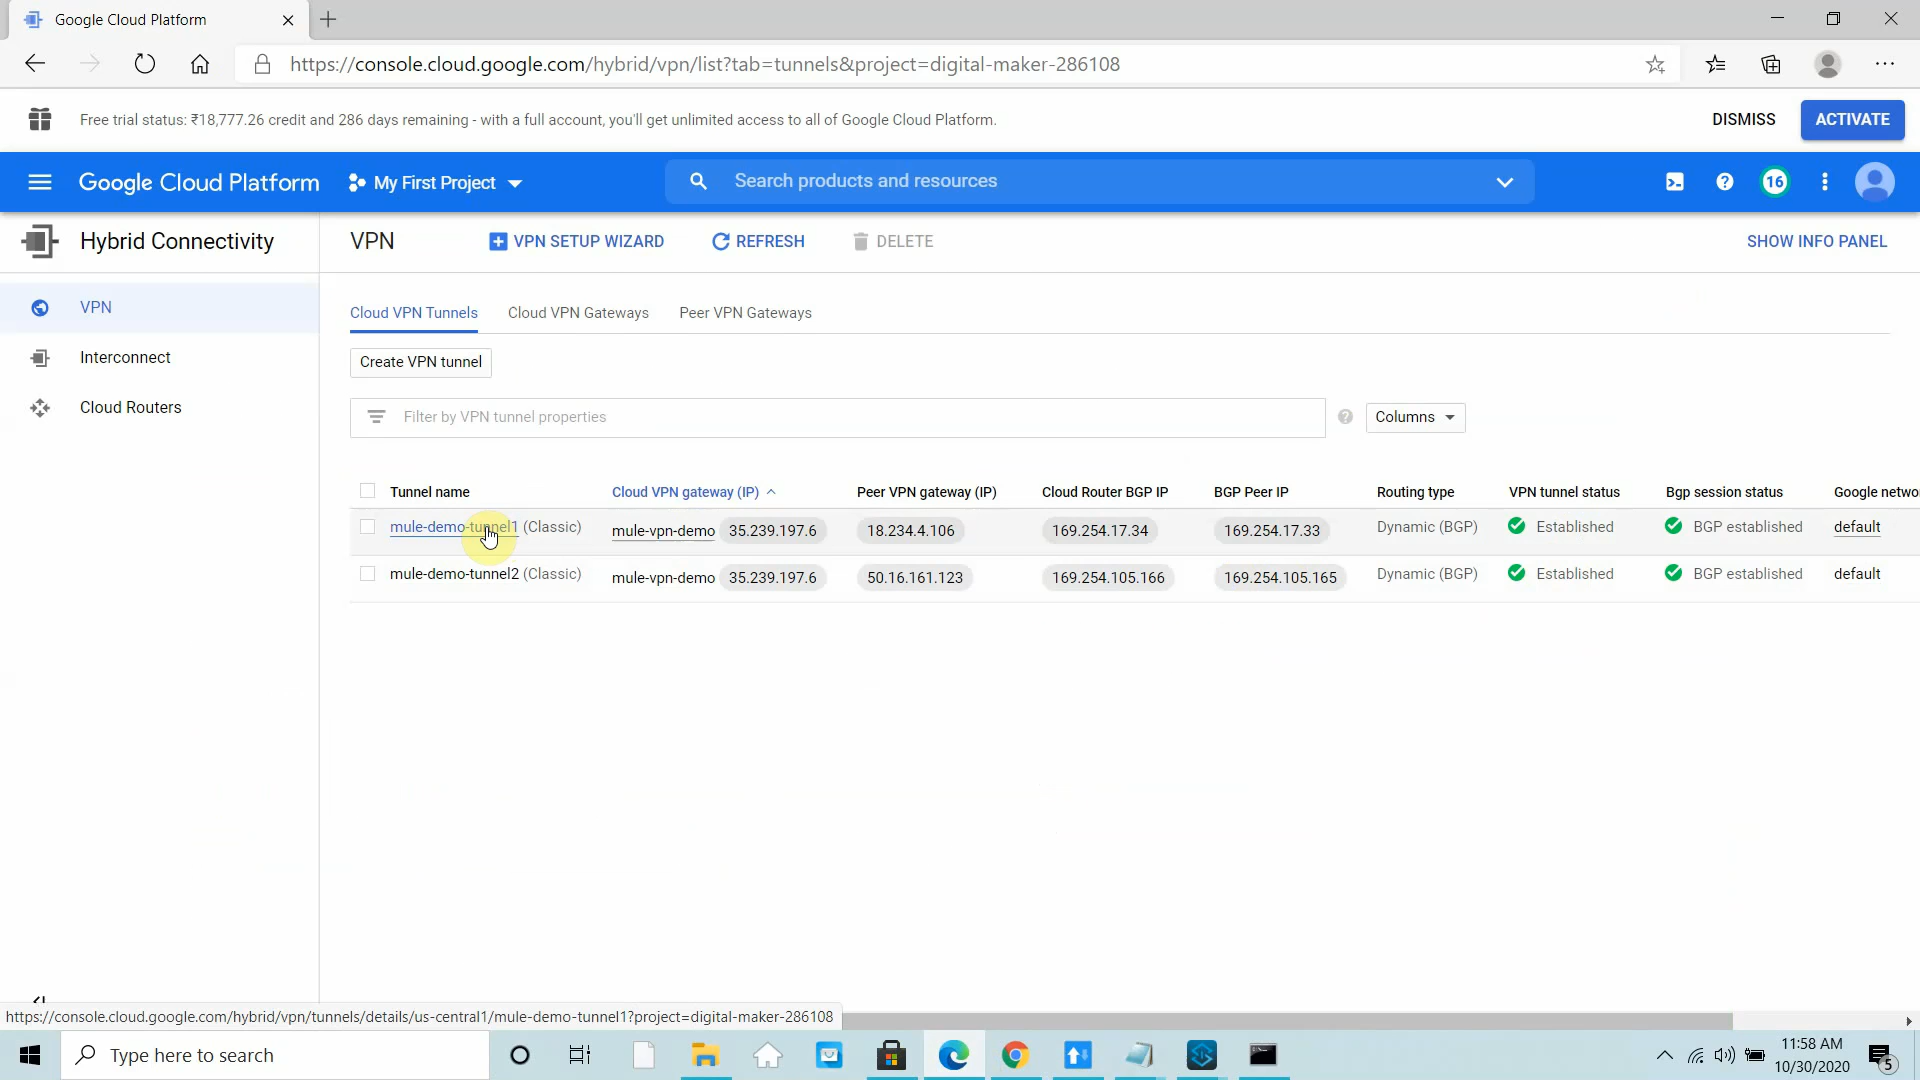 Google Cloud Platform
https://console.cloud.google.com/hybrid/vpn/list?tab=tunnels&project=digital-maker-286108
Free trial status: ₹18,777.26 credit and 286 days remaining - with a full account, you'll get unlimited access to all of Google Cloud Platform.
DISMISS
ACTIVATE
Google Cloud Platform
My First Project
Search products and resources
16
Hybrid Connectivity
VPN
VPN SETUP WIZARD
REFRESH
DELETE
SHOW INFO PANEL
VPN
Interconnect
Cloud Routers
Cloud VPN Tunnels
Cloud VPN Gateways
Peer VPN Gateways
Create VPN tunnel
Filter by VPN tunnel properties
Columns
Tunnel name Cloud VPN gateway (IP) Peer VPN gateway (IP) Cloud Router BGP IP BGP Peer IP Routing type VPN tunnel status Bgp session status Google netwo
mule-demo-tunnel1 (Classic) mule-vpn-demo 35.239.197.6 18.234.4.106 169.254.17.34 169.254.17.33 Dynamic (BGP) Established BGP established default
mule-demo-tunnel2 (Classic) mule-vpn-demo 35.239.197.6 50.16.161.123 169.254.105.166 169.254.105.165 Dynamic (BGP) Established BGP established default
https://console.cloud.google.com/hybrid/vpn/tunnels/details/us-central1/mule-demo-tunnel1?project=digital-maker-286108
Type here to search
11:58 AM
10/30/2020
5